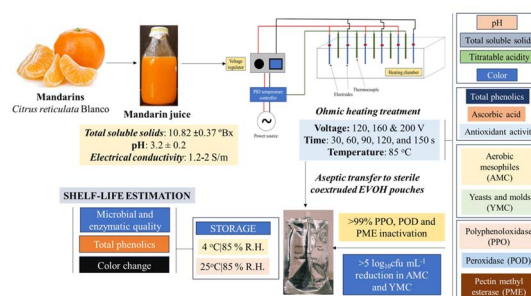 Mandarins
Citrus reticulata Blanco
Mandarin juice
Total soluble solids: 10.82 ±0.37 ºBx
pH: 3.2 ± 0.2
Electrical conductivity: 1.2-2 S/m
Voltage
regulator
PID temperature
controller
Power source
Electrodes
Thermocouple
Heating chamber
Ohmic heating treatment
Voltage: 120, 160 & 200 V
Time: 30, 60, 90, 120, and 150 s
Temperature: 85 ºC
Aseptic transfer to sterile
coextruded EVOH pouches
pH
Total soluble solid
Titratable acidity
Color
Total phenolics
Ascorbic acid
Antioxidant activity
Aerobic
mesophiles
(AMC)
Yeasts and molds
(YMC)
Polyphenoloxidase
(PPO)
Peroxidase (POD)
Pectin methyl
esterase (PME)
>99% PPO, POD and
PME inactivation
>5 log₁₀cfu mL⁻¹
reduction in AMC
and YMC
STORAGE
4 ºC|85 % R.H.
25ºC|85 % R.H.
SHELF-LIFE ESTIMATION
Microbial and
enzymatic quality
Total phenolics
Color change